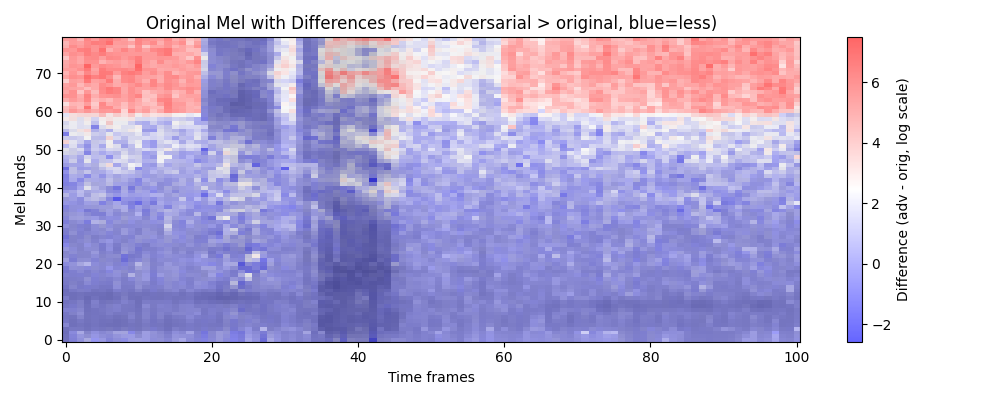 Original Mel with Differences (red=adversarial > original, blue=less)
Mel bands
70
60
50
40
30
20
10
0
0 20 40 60 80 100
Time frames
6
4
2
0
−2
Difference (adv - orig, log scale)